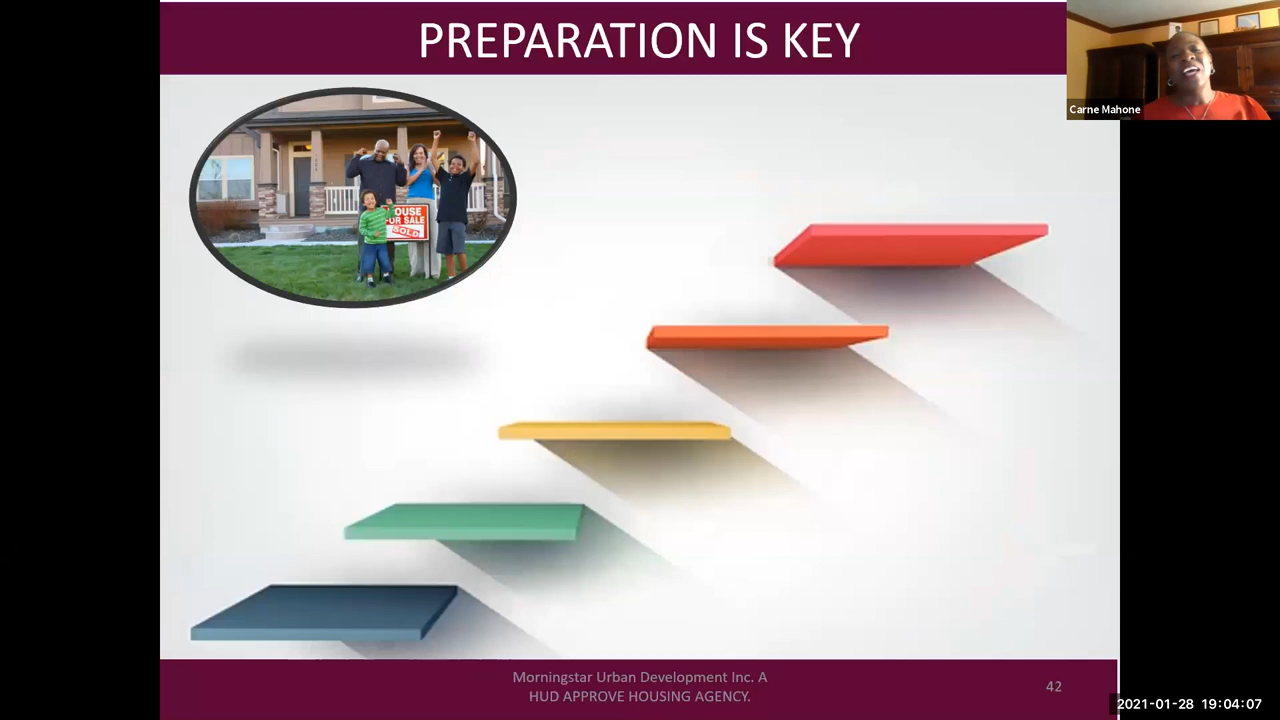 PREPARATION IS KEY
Carne Mahone
HOUSE
FOR SALE
SOLD
Morningstar Urban Development Inc. A
HUD APPROVE HOUSING AGENCY.
42
2021-01-28 19:04:07